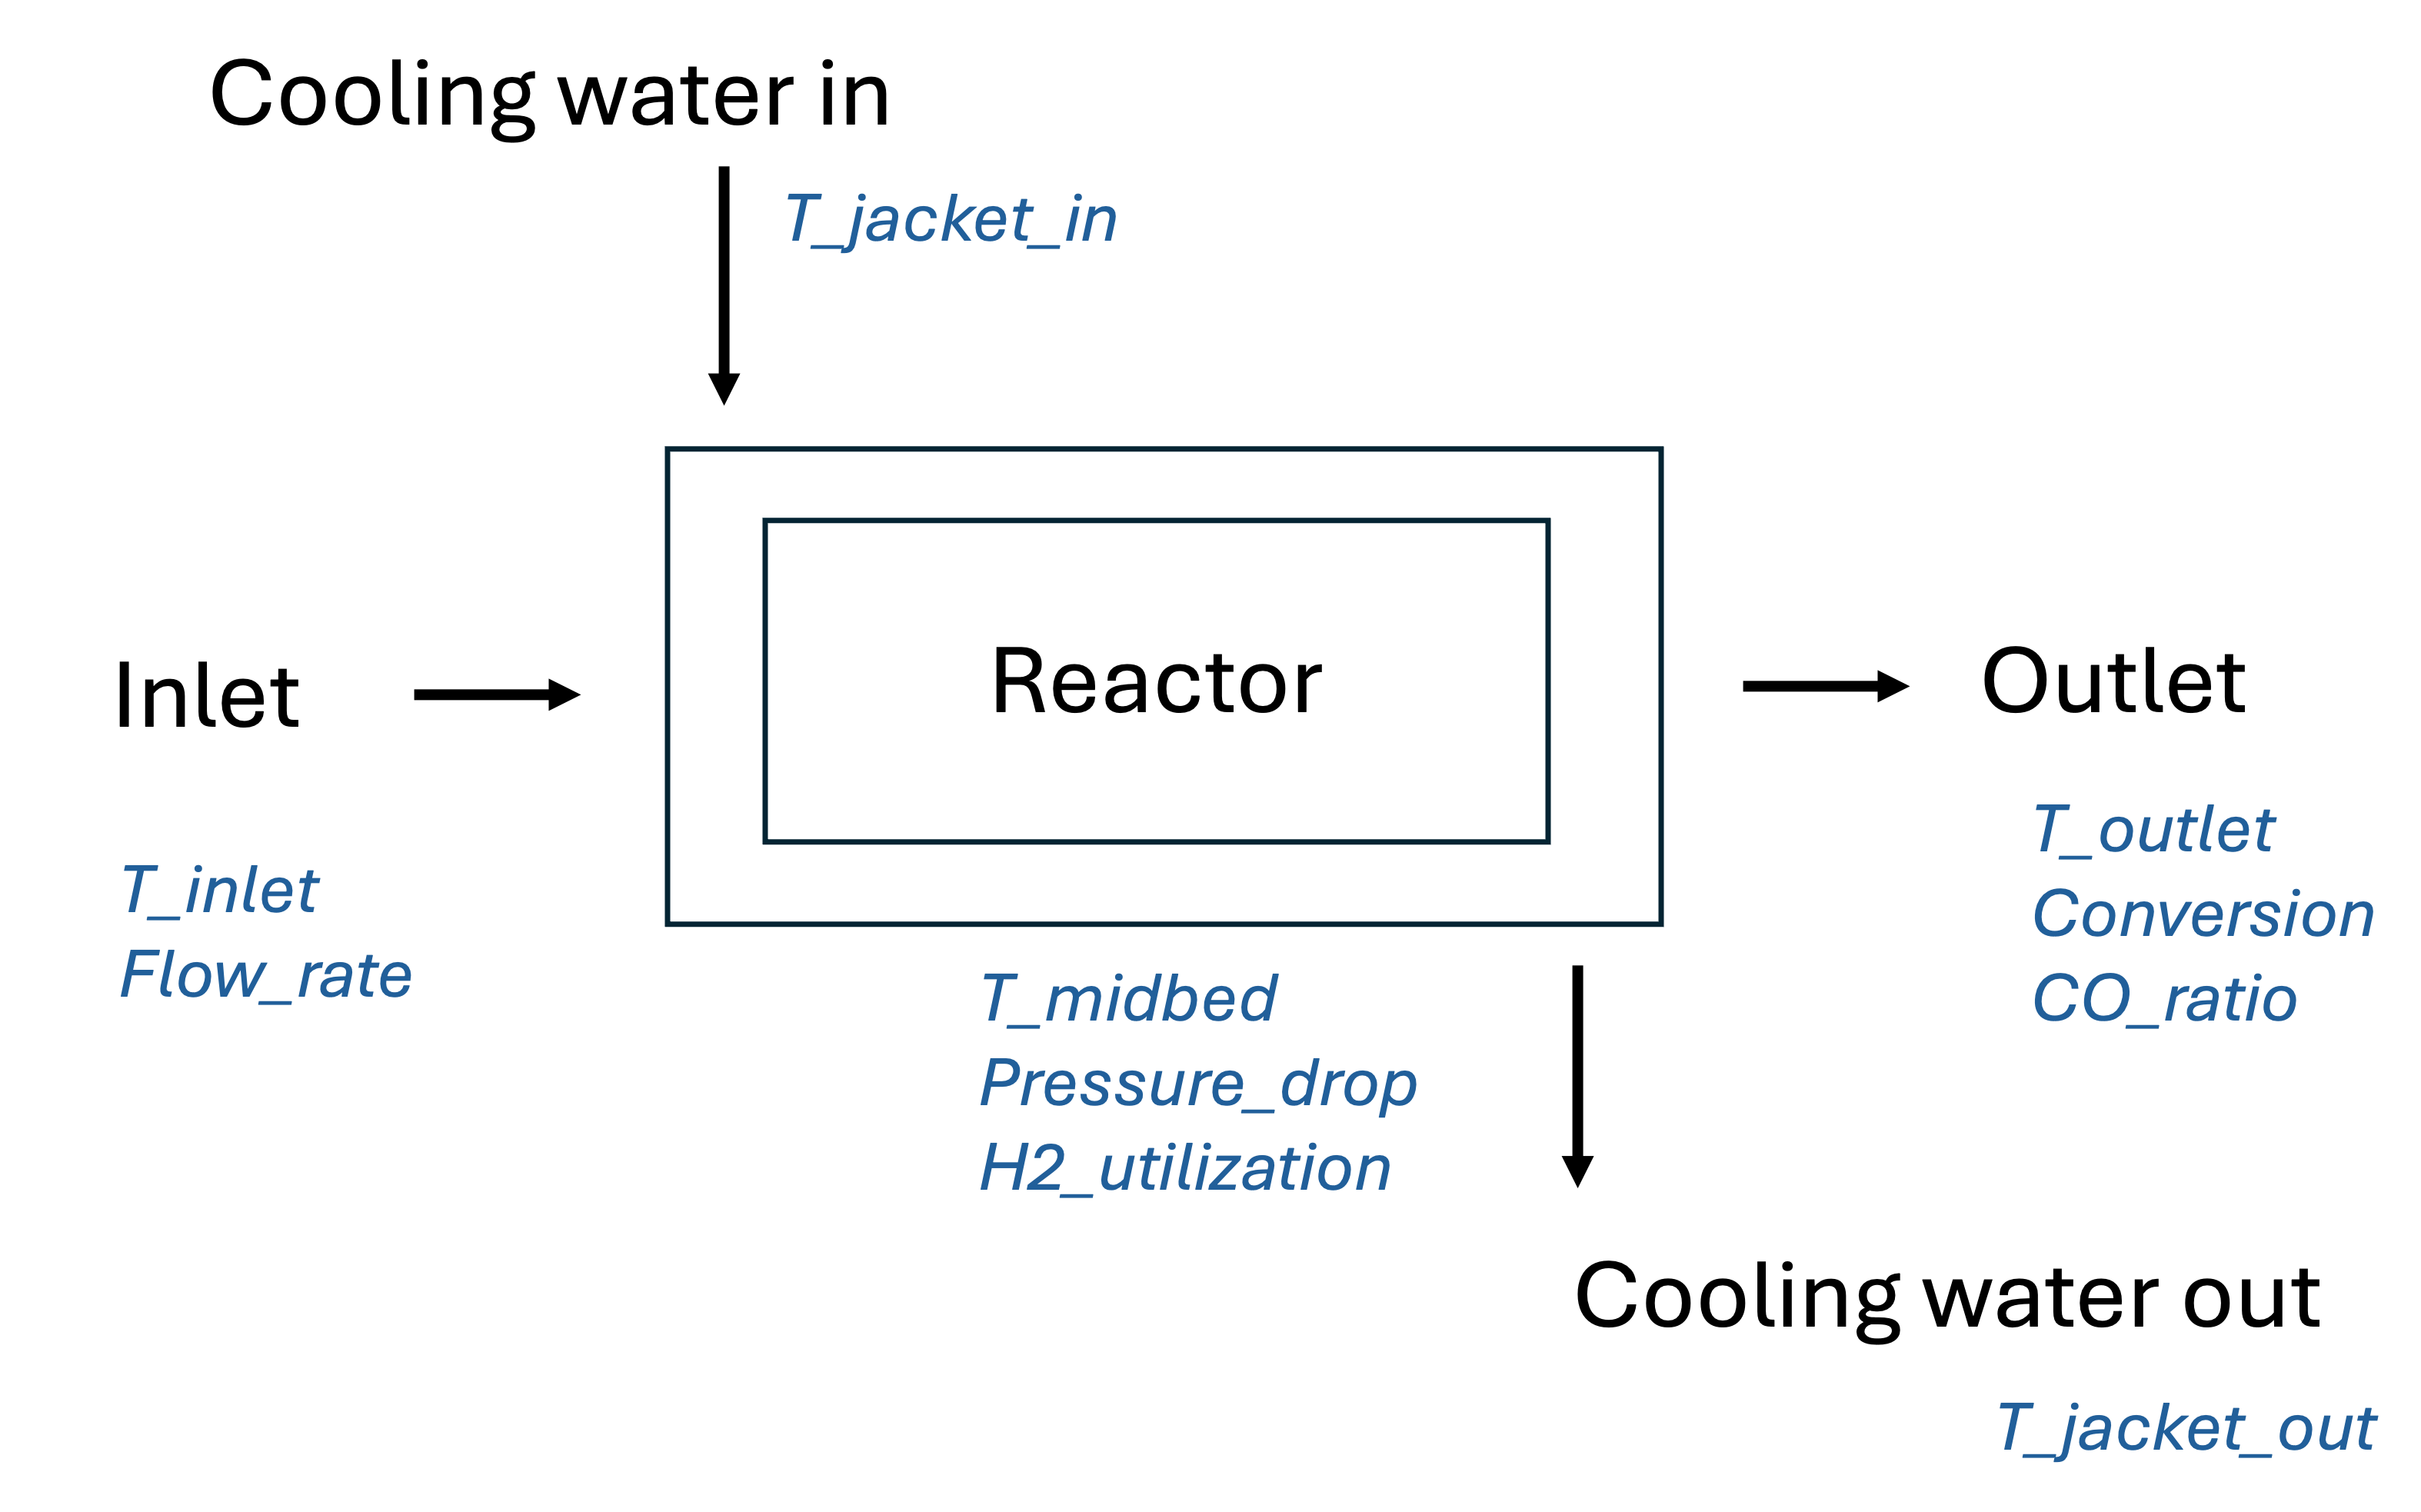 Cooling water in
T_jacket_in
Inlet
Reactor
Outlet
T_inlet
Flow_rate
T_midbed
Pressure_drop
H2_utilization
T_outlet
Conversion
CO_ratio
Cooling water out
T_jacket_out